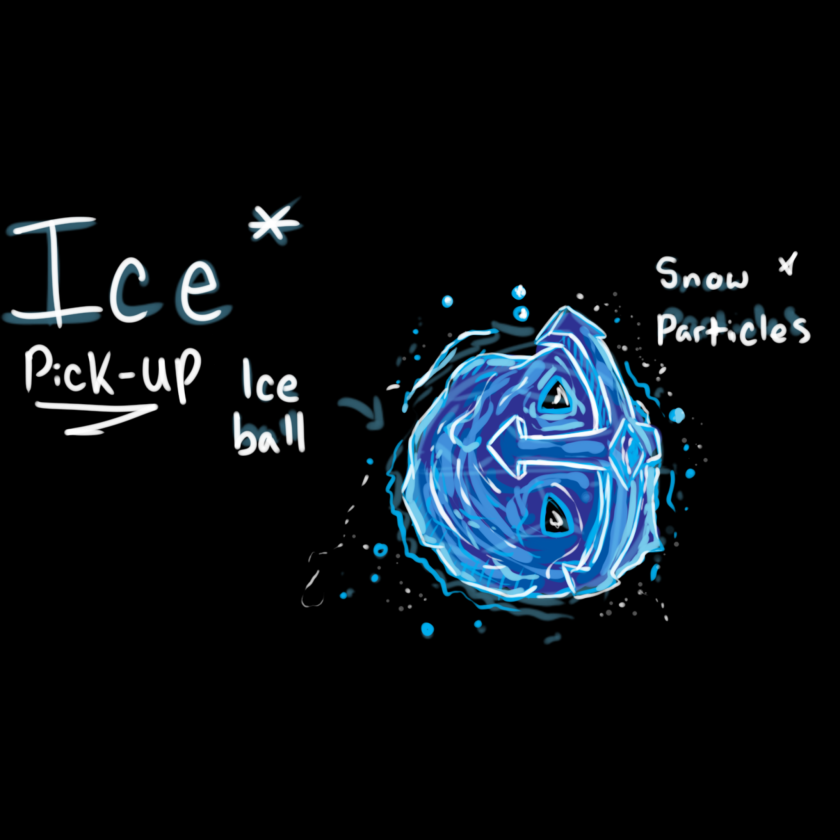 Ice *
Pick-up
Ice
ball
Snow *
Particles